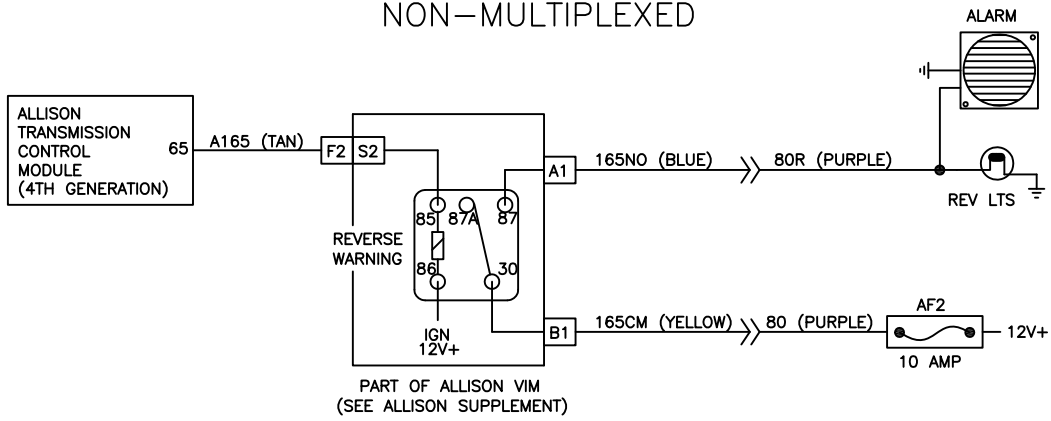 NON-MULTIPLEXED
ALARM
ALLISON
TRANSMISSION
CONTROL
MODULE
(4TH GENERATION)
65
A165 (TAN)
F2
S2
A1
165NO (BLUE)
80R (PURPLE)
REV LTS
85
87A
87
REVERSE
WARNING
86
30
IGN
12V+
B1
165CM (YELLOW)
80 (PURPLE)
AF2
12V+
10 AMP
PART OF ALLISON VIM
(SEE ALLISON SUPPLEMENT)